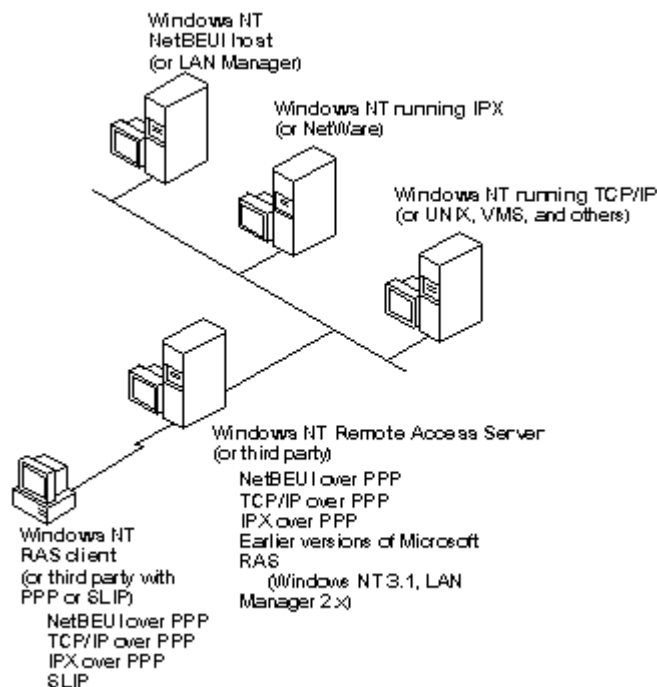 Windows NT
NetBEUI host
(or LAN Manager)
Windows NT running IPX
(or NetWare)
Windows NT running TCP/IP
(or UNIX, VMS, and others)
Windows NT Remote Access Server
(or third party)
NetBEUI over PPP
TCP/IP over PPP
IPX over PPP
Earlier versions of Microsoft
RAS
(Windows NT 3.1, LAN
Manager 2.x)
Windows NT
RAS client
(or third party with
PPP or SLIP)
NetBEUI over PPP
TCP/IP over PPP
IPX over PPP
SLIP